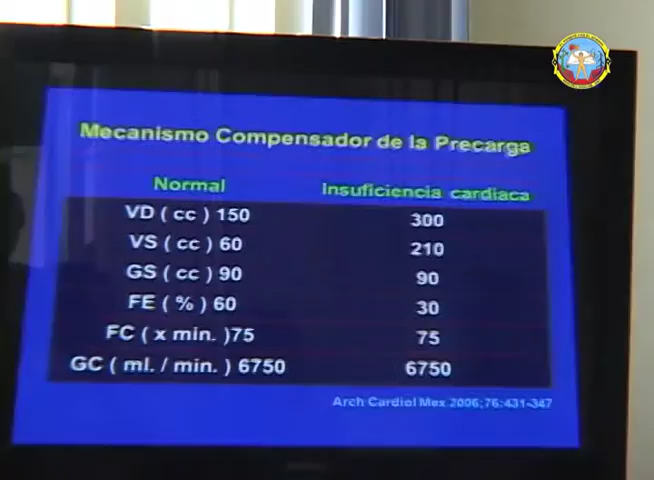 Mecanismo Compensador de la Precarga
Normal Insuficiencia cardiaca
VD ( cc ) 150 300
VS ( cc ) 60 210
GS ( cc ) 90 90
FE ( % ) 60 30
FC ( x min. )75 75
GC ( ml. / min. ) 6750 6750
Arch Cardiol Mex 2006;76:431-347